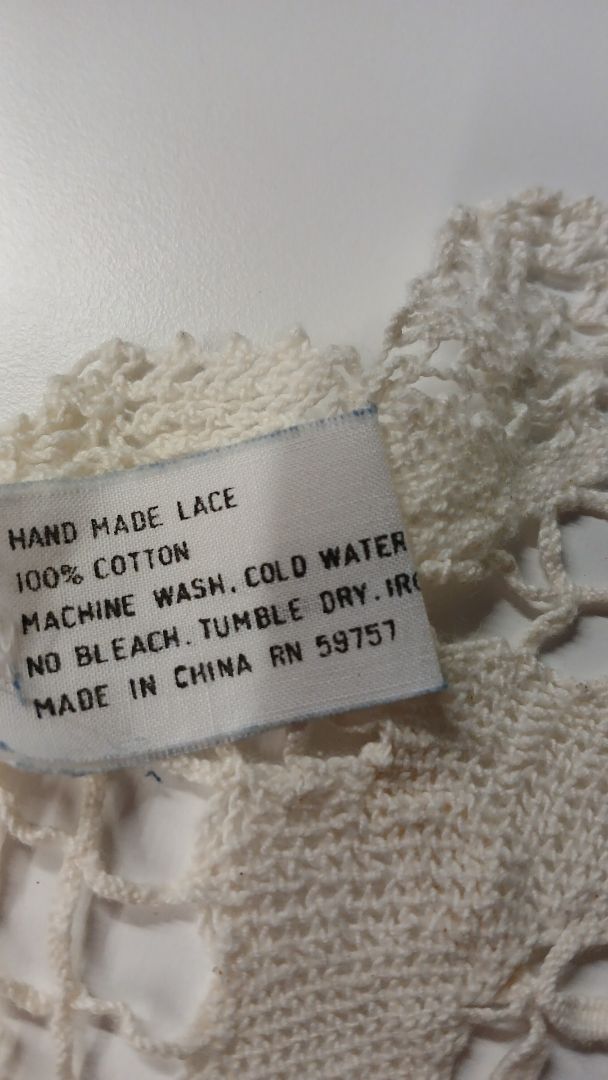 HAND MADE LACE
100% COTTON
MACHINE WASH. COLD WATER
NO BLEACH. TUMBLE DRY.
MADE IN CHINA RN 59757